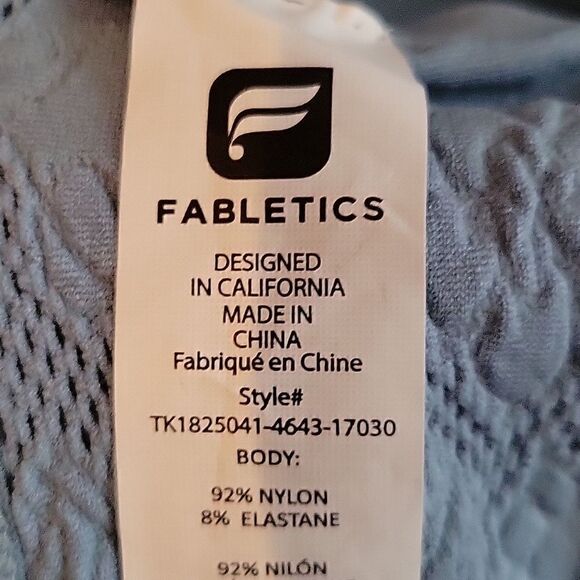 FABLETICS
DESIGNED
IN CALIFORNIA
MADE IN
CHINA
Fabriqué en Chine
Style#
TK1825041-4643-17030
BODY:
92% NYLON
8% ELASTANE
92% NILÓN